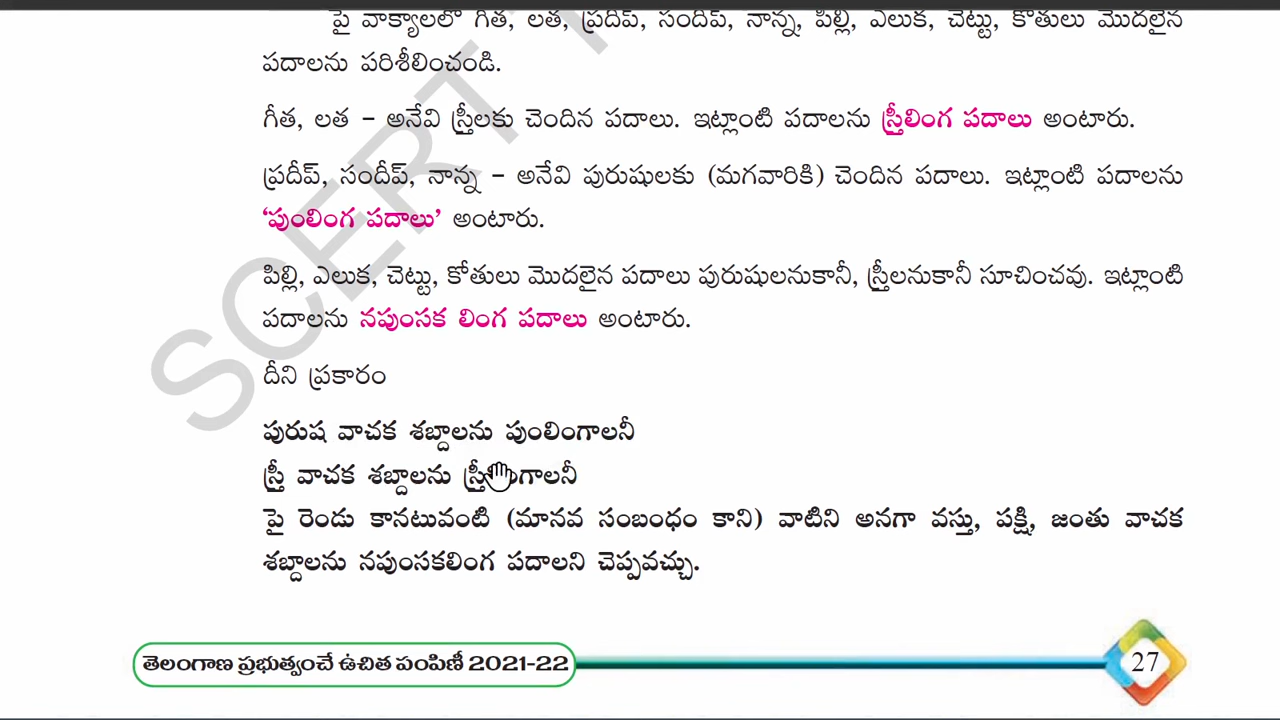 పై వాక్యాలలో గీత, లత, ప్రదీప్, సందీప్, నాన్న, పిల్లి, ఎలుక, చెట్టు, కోతులు మొదలైన
పదాలను పరిశీలించండి.
గీత, లత – అనేవి స్త్రీలకు చెందిన పదాలు. ఇట్లాంటి పదాలను స్త్రీలింగ పదాలు అంటారు.
ప్రదీప్, సందీప్, నాన్న – అనేవి పురుషులకు (మగవారికి) చెందిన పదాలు. ఇట్లాంటి పదాలను
‘పుంలింగ పదాలు’ అంటారు.
పిల్లి, ఎలుక, చెట్టు, కోతులు మొదలైన పదాలు పురుషులనుకానీ, స్త్రీలనుకానీ సూచించవు. ఇట్లాంటి
పదాలను నపుంసక లింగ పదాలు అంటారు.
దీని ప్రకారం
పురుష వాచక శబ్దాలను పుంలింగాలనీ
స్త్రీ వాచక శబ్దాలను
పై రెండు కానటువంటి (మానవ సంబంధం కాని) వాటిని అనగా వస్తు, పక్షి, జంతు వాచక
శబ్దాలను నపుంసకలింగ పదాలని చెప్పవచ్చు.
తెలంగాణ ప్రభుత్వంచే ఉచిత పంపిణీ 2021-22
27
SCERT